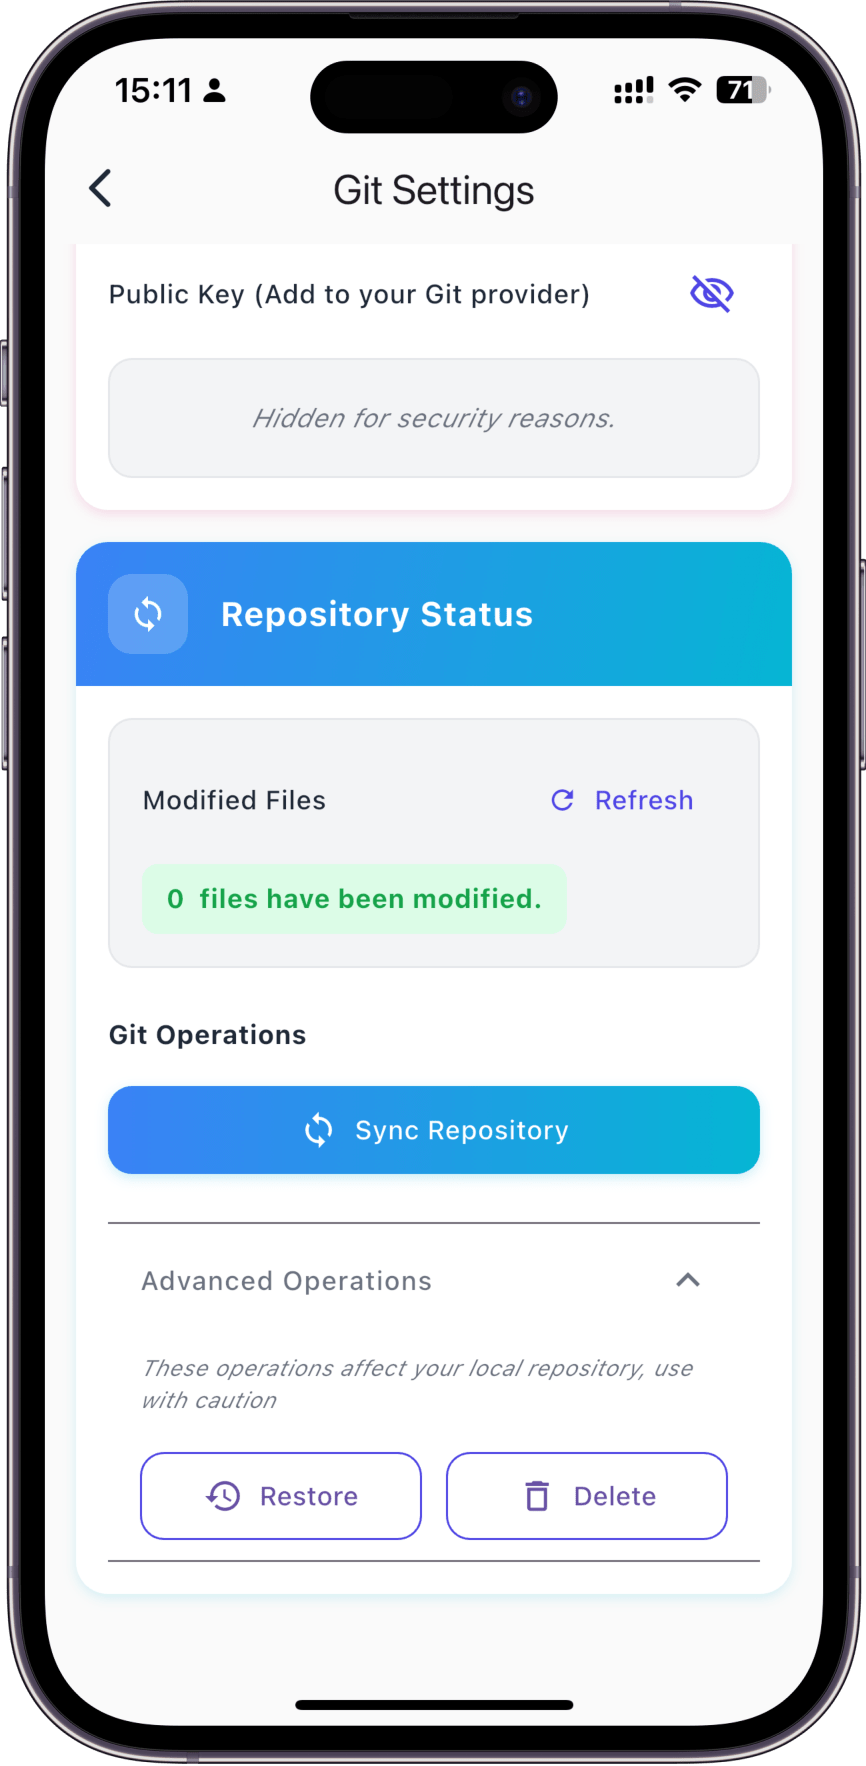 15:11
71
Git Settings
Public Key (Add to your Git provider)
Hidden for security reasons.
Repository Status
Modified Files
Refresh
0 files have been modified.
Git Operations
Sync Repository
Advanced Operations
These operations affect your local repository, use
with caution
Restore
Delete